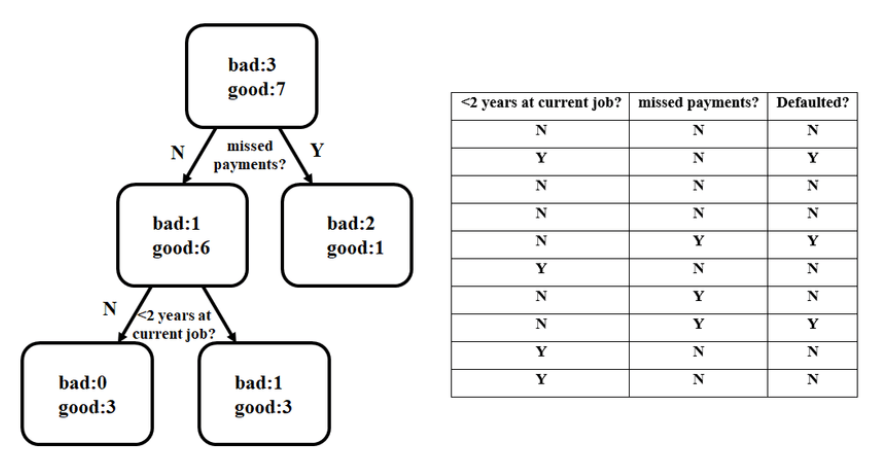 bad:3
good:7
N
missed
payments?
Y
bad:1
good:6
bad:2
good:1
N
<2 years at
current job?
bad:0
good:3
bad:1
good:3
<2 years at current job? missed payments? Defaulted?
N N N
Y N Y
N N N
N N N
N Y Y
Y N N
N Y N
N Y Y
Y N N
Y N N